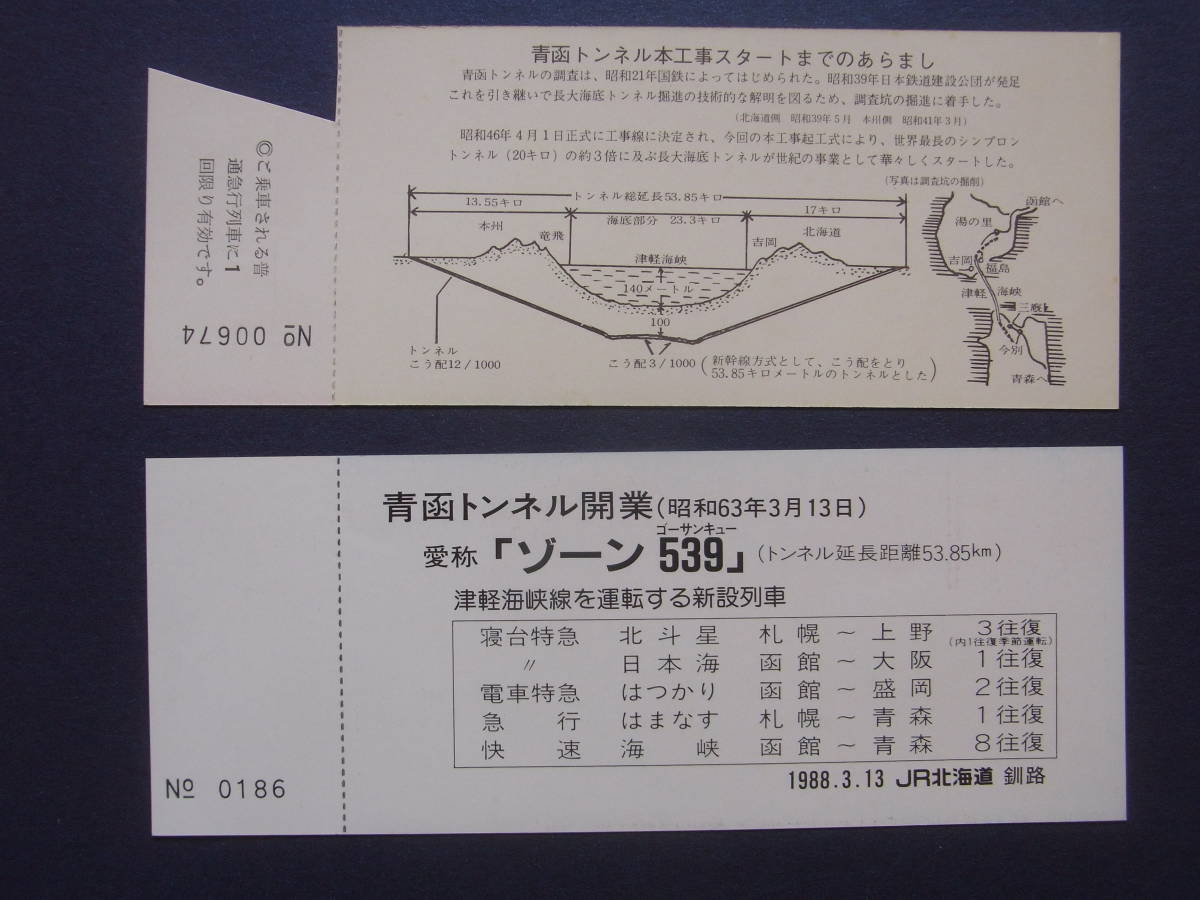 青函トンネル本工事スタートまでのあらまし
青函トンネルの調査は、昭和21年国鉄によってはじめられた。昭和39年日本鉄道建設公団が発足
これを引き継いで長大海底トンネル掘進の技術的な解明を図るため、調査坑の掘進に着手した。
(北海道側 昭和39年5月 本州側 昭和41年3月)
昭和46年4月1日正式に工事線に決定され、今回の本工事起工式により、世界最長のシンプロン
トンネル(20キロ)の約3倍に及ぶ長大海底トンネルが世紀の事業として華々しくスタートした。
(写真は調査坑の掘削)
トンネル総延長53.85キロ
13.55キロ
海底部分 23.3キロ
17キロ
本州
竜飛
津軽海峡
吉岡
北海道
140メートル
100
トンネル
こう配12/1000
こう配3/1000
(新幹線方式として、こう配をとり
53.85キロメートルのトンネルとした)
函館へ
湯の里
吉岡
福島
津軽 海峡
三厩
今別
青森へ
◎ご乗車される普
通急行列車に1
回限り有効です。
№ 00674
青函トンネル開業(昭和63年3月13日)
ゴーサンキュー
愛称「ゾーン 539」(トンネル延長距離53.85km)
津軽海峡線を運転する新設列車
寝台特急 北斗星 札幌~上野 3往復
(内1往復季節運転)
〃 日本海 函館~大阪 1往復
電車特急 はつかり 函館~盛岡 2往復
急行 はまなす 札幌~青森 1往復
快速 海峡 函館~青森 8往復
1988.3.13 JR北海道 釧路
№ 0186